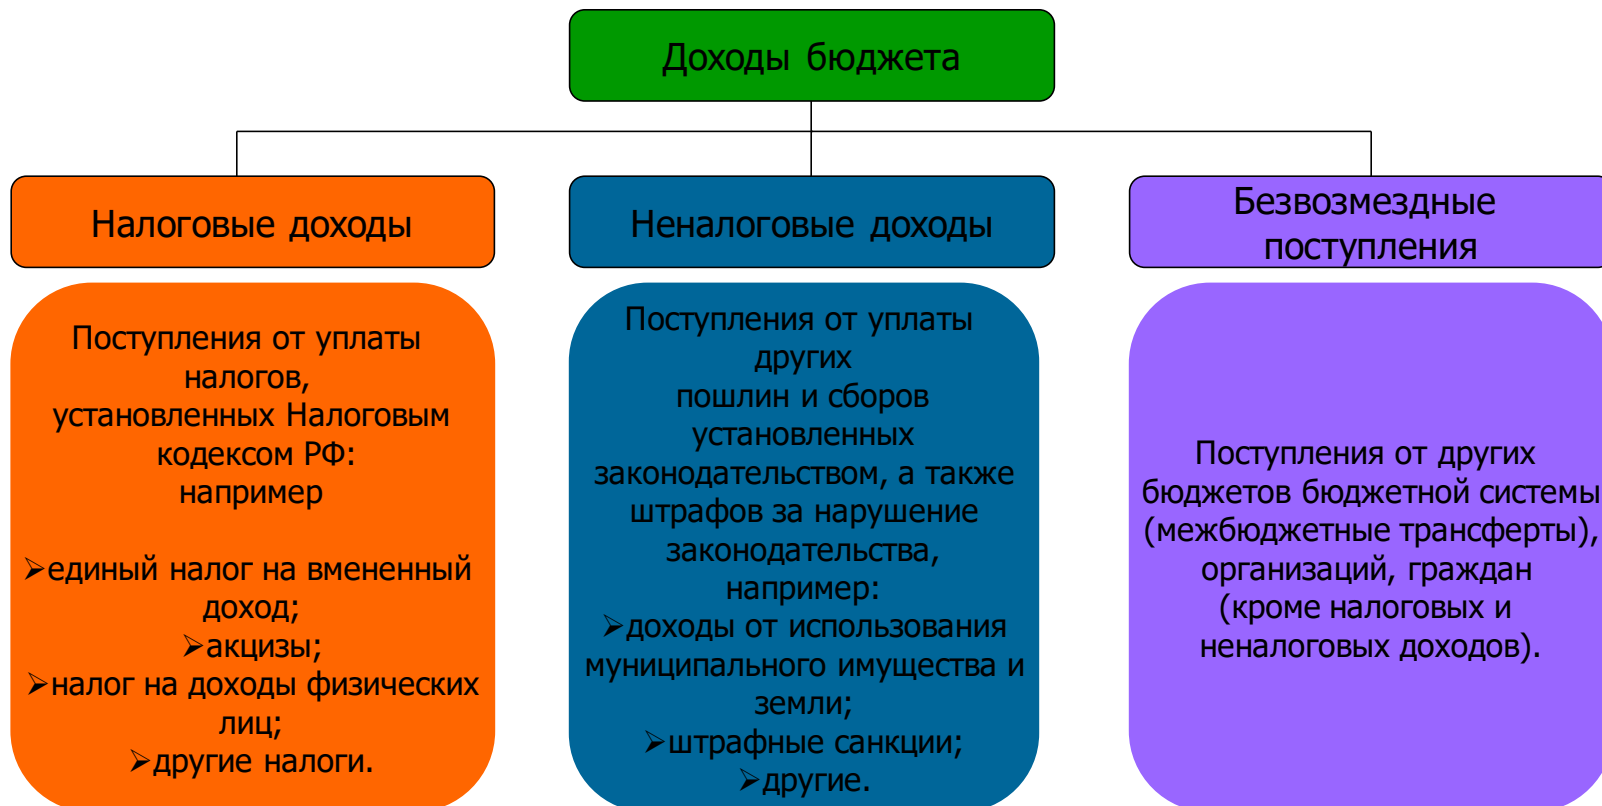 Доходы бюджета
Налоговые доходы
Поступления от уплаты
налогов,
установленных Налоговым
кодексом РФ:
например
➢единый налог на вмененный
доход;
➢акцизы;
➢налог на доходы физических
лиц;
➢другие налоги.
Неналоговые доходы
Поступления от уплаты
других
пошлин и сборов
установленных
законодательством, а также
штрафов за нарушение
законодательства,
например:
➢доходы от использования
муниципального имущества и
земли;
➢штрафные санкции;
➢другие.
Безвозмездные
поступления
Поступления от других
бюджетов бюджетной системы
(межбюджетные трансферты),
организаций, граждан
(кроме налоговых и
неналоговых доходов).